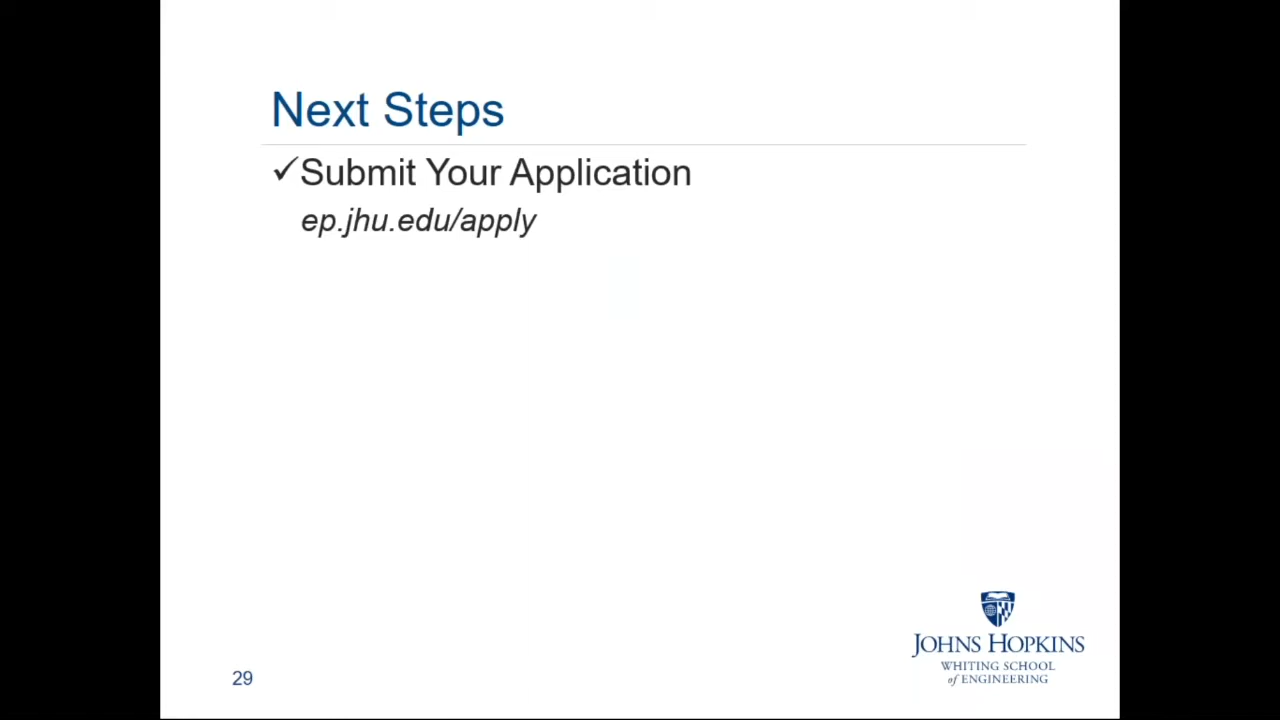 Next Steps
✓Submit Your Application
ep.jhu.edu/apply
JOHNS HOPKINS
WHITING SCHOOL
of ENGINEERING
29